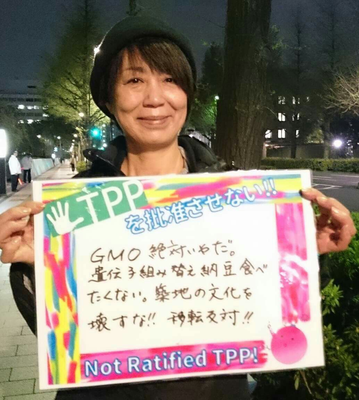 TPP
を批准させない!!
GMO 絶対いやだ。
遺伝子組み替え納豆食べ
たくない。築地の文化を
壊すな!! 移転反対!!
Not Ratified TPP!